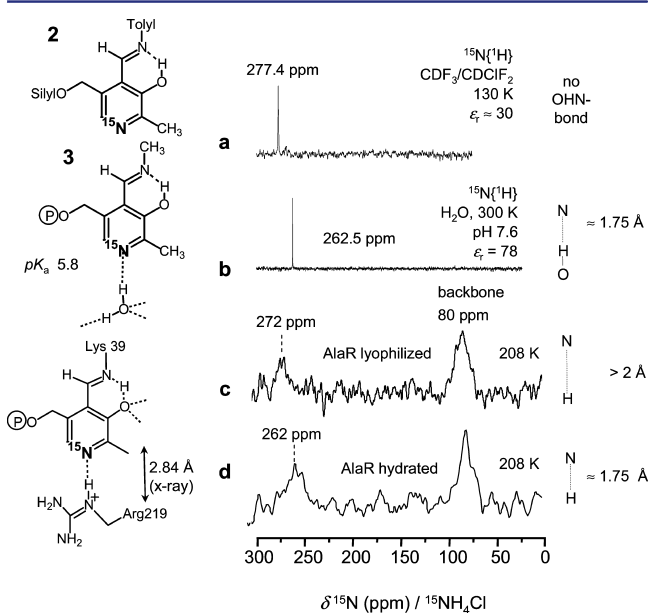 2
Tolyl
H
N
H
SilylO
O
15N
CH3
a
277.4 ppm
15N{1H}
CDF3/CDClF2
130 K
εr ≈ 30
no
OHN-
bond
3
CH3
H
N
H
P O
O
15N
CH3
pKa 5.8
H
H O
b
262.5 ppm
15N{1H}
H2O, 300 K
pH 7.6
εr = 78
N
H
O
≈ 1.75 Å
Lys 39
H
N
H
O
P O
15N
2.84 Å
(x-ray)
H
H2N
N+
Arg219
NH2
c
272 ppm
AlaR lyophilized
backbone
80 ppm
208 K
N
H
> 2 Å
d
262 ppm
AlaR hydrated
208 K
N
H
≈ 1.75 Å
300 250 200 150 100 50 0
δ 15N (ppm) / 15NH4Cl